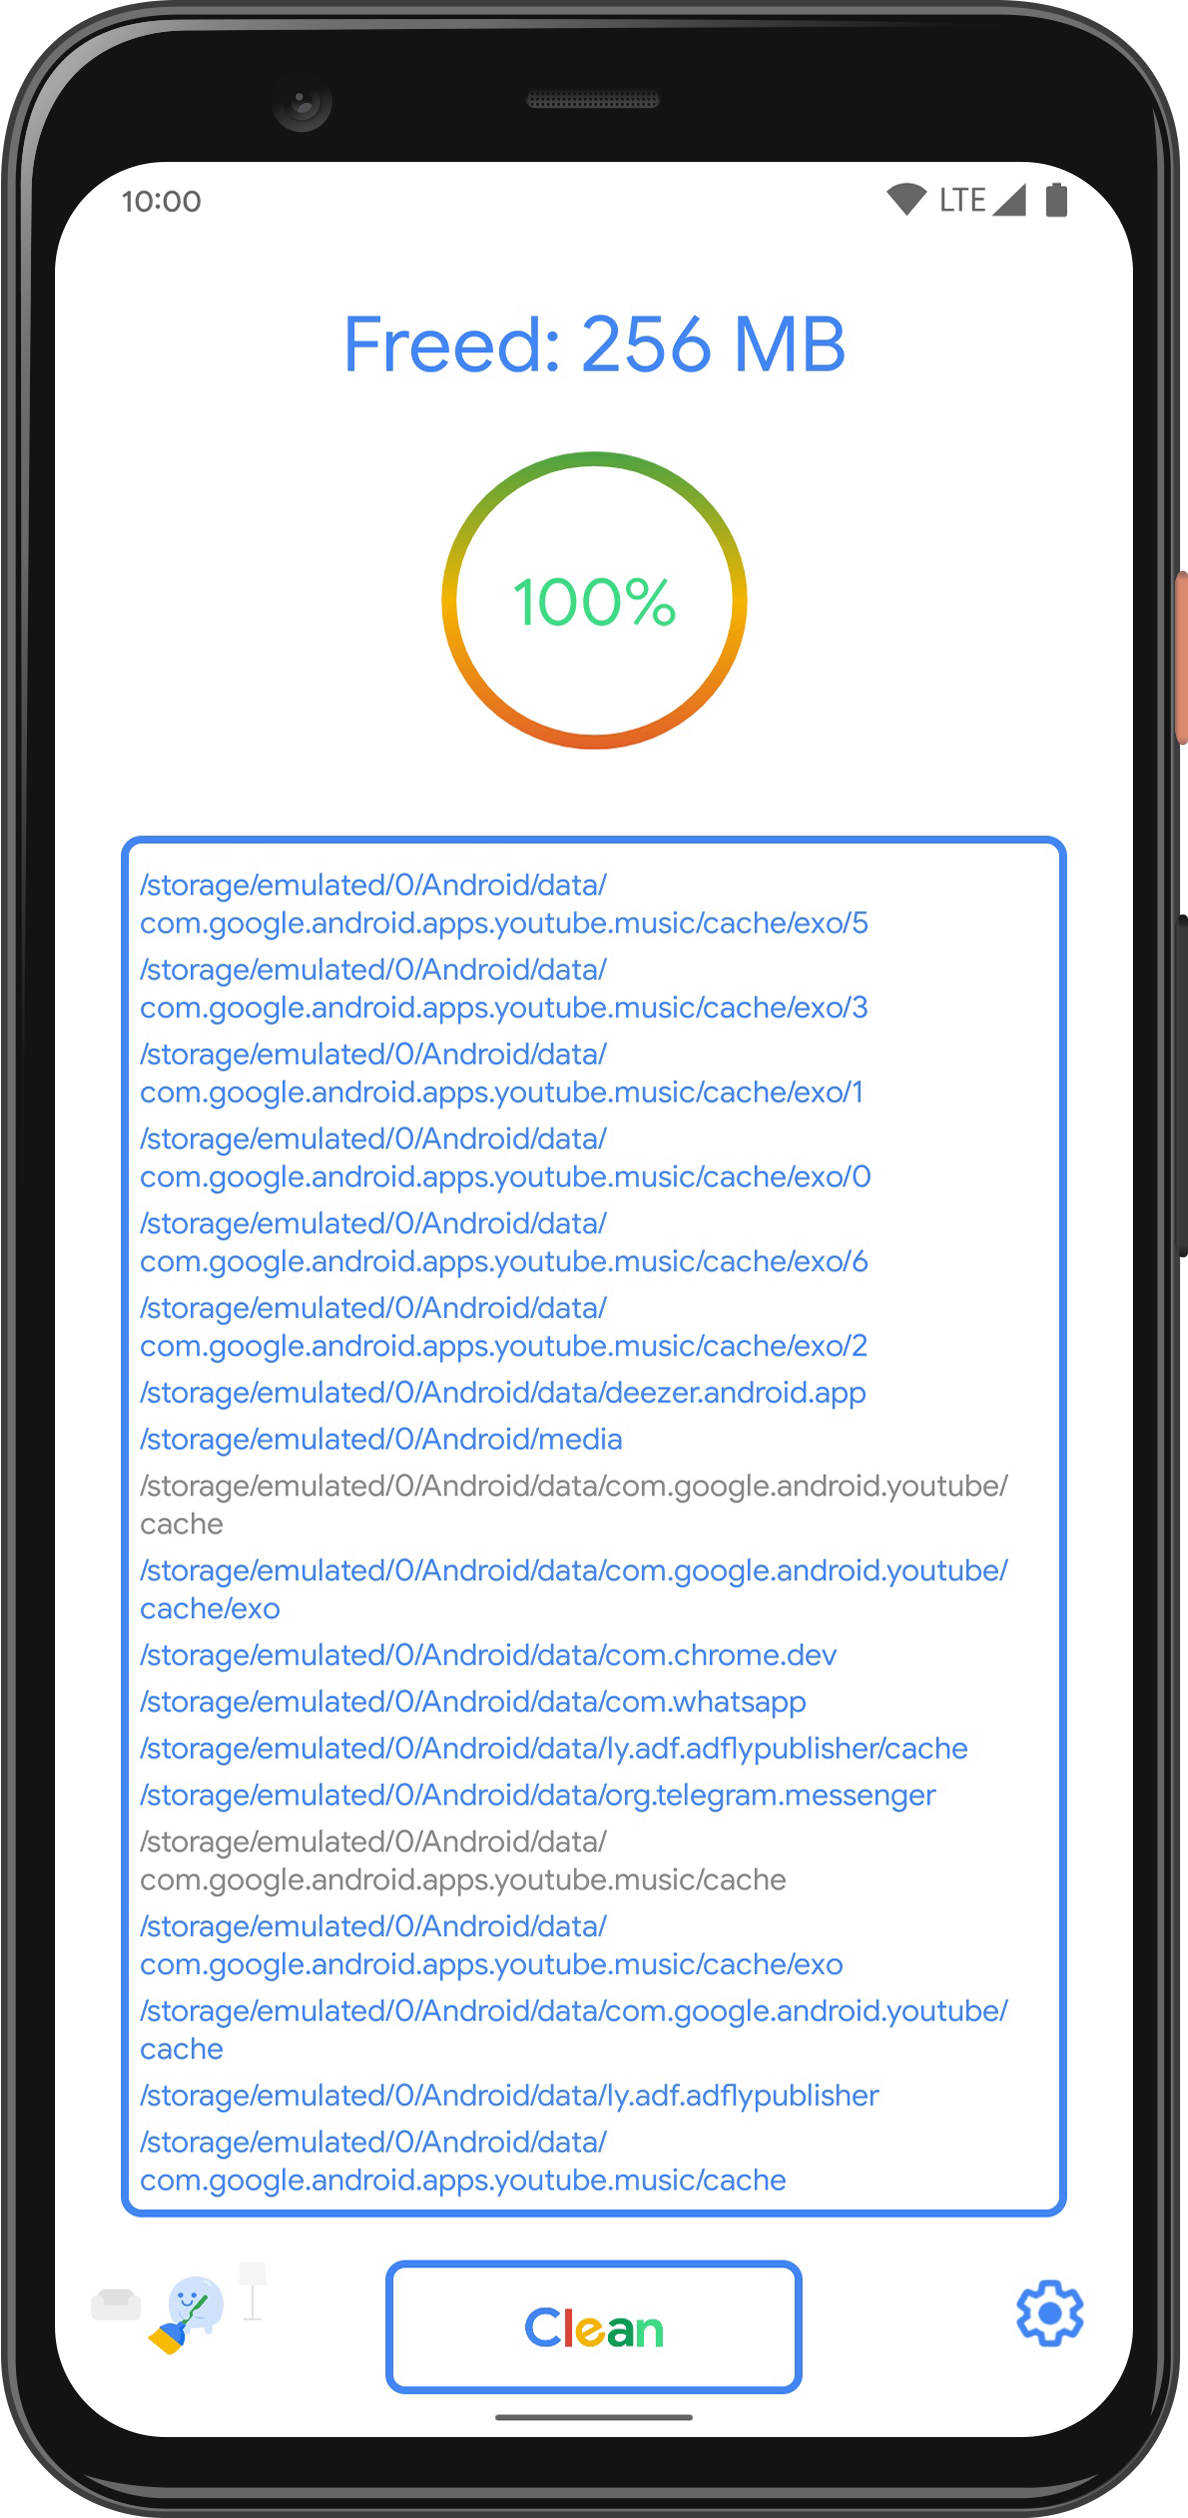 10:00 LTE
Freed: 256 MB
100%
/storage/emulated/0/Android/data/
com.google.android.apps.youtube.music/cache/exo/5
/storage/emulated/0/Android/data/
com.google.android.apps.youtube.music/cache/exo/3
/storage/emulated/0/Android/data/
com.google.android.apps.youtube.music/cache/exo/1
/storage/emulated/0/Android/data/
com.google.android.apps.youtube.music/cache/exo/0
/storage/emulated/0/Android/data/
com.google.android.apps.youtube.music/cache/exo/6
/storage/emulated/0/Android/data/
com.google.android.apps.youtube.music/cache/exo/2
/storage/emulated/0/Android/data/deezer.android.app
/storage/emulated/0/Android/media
/storage/emulated/0/Android/data/com.google.android.youtube/
cache
/storage/emulated/0/Android/data/com.google.android.youtube/
cache/exo
/storage/emulated/0/Android/data/com.chrome.dev
/storage/emulated/0/Android/data/com.whatsapp
/storage/emulated/0/Android/data/ly.adf.adflypublisher/cache
/storage/emulated/0/Android/data/org.telegram.messenger
/storage/emulated/0/Android/data/
com.google.android.apps.youtube.music/cache
/storage/emulated/0/Android/data/
com.google.android.apps.youtube.music/cache/exo
/storage/emulated/0/Android/data/com.google.android.youtube/
cache
/storage/emulated/0/Android/data/ly.adf.adflypublisher
/storage/emulated/0/Android/data/
com.google.android.apps.youtube.music/cache
Clean